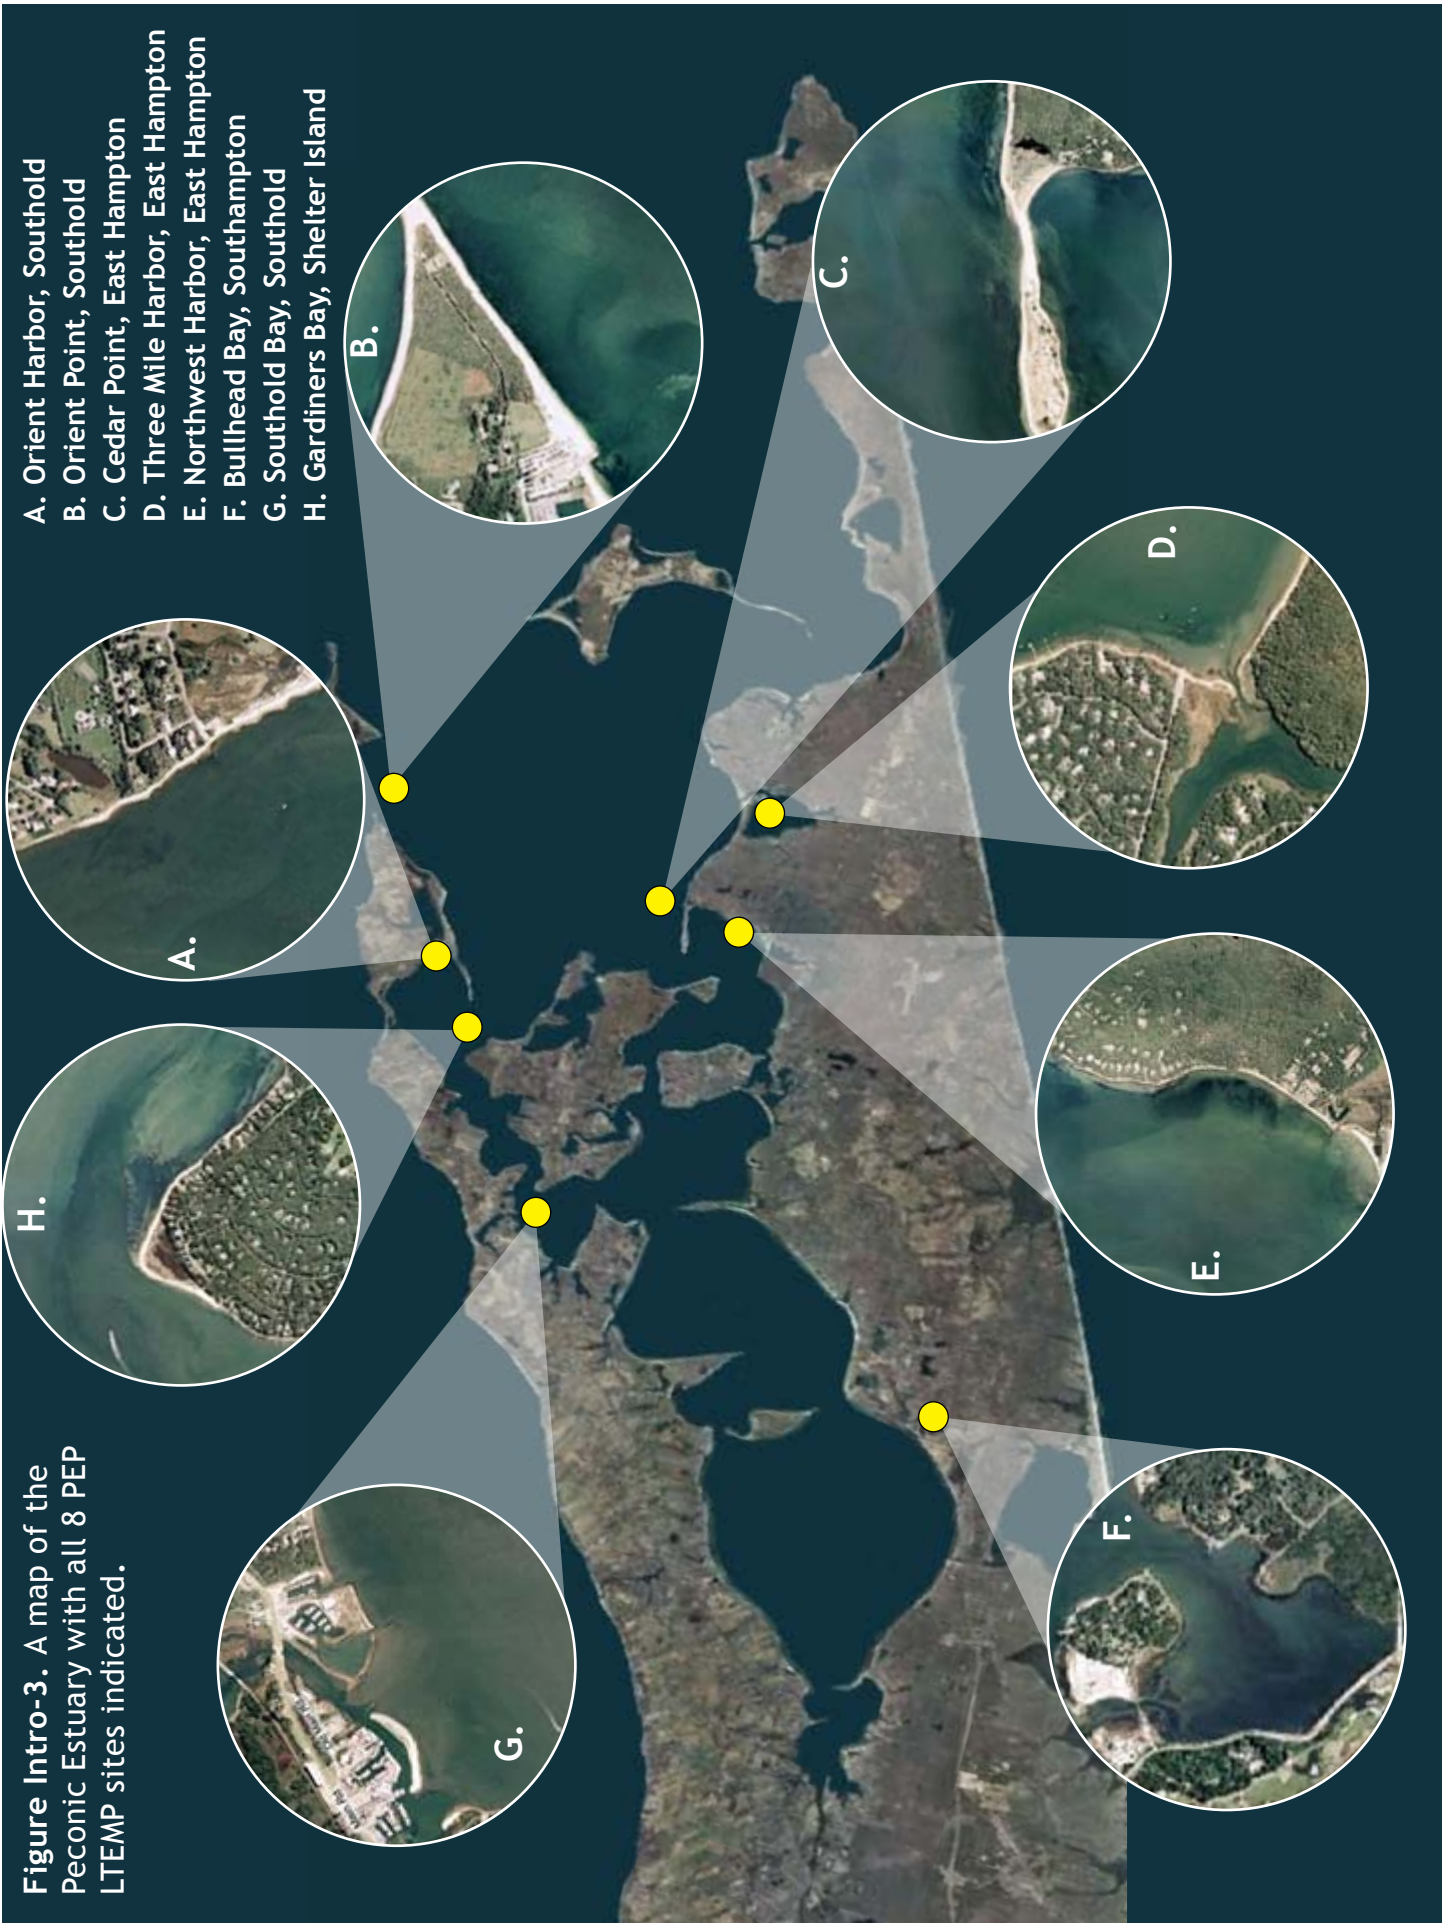 Figure Intro-3. A map of the
Peconic Estuary with all 8 PEP
LTEMP sites indicated.
A. Orient Harbor, Southold
B. Orient Point, Southold
C. Cedar Point, East Hampton
D. Three Mile Harbor, East Hampton
E. Northwest Harbor, East Hampton
F. Bullhead Bay, Southampton
G. Southold Bay, Southold
H. Gardiners Bay, Shelter Island
H.
A.
B.
G.
C.
F.
E.
D.